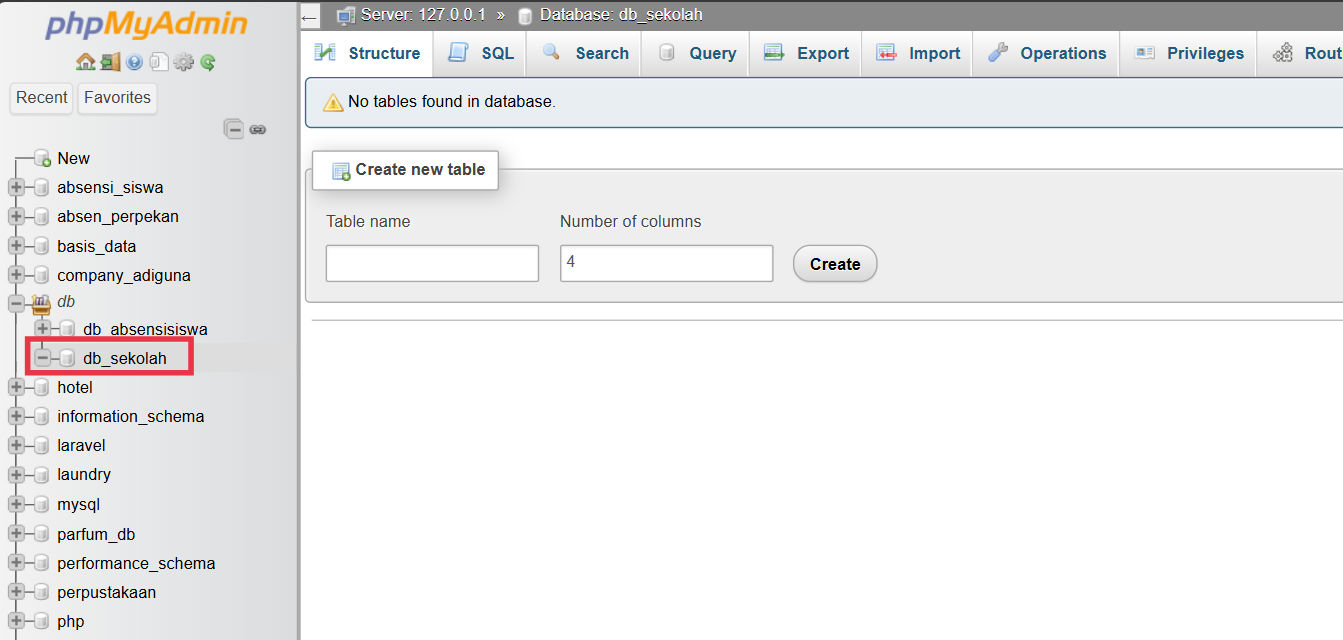 phpMyAdmin
Recent Favorites
New
absensi_siswa
absen_perpekan
basis_data
company_adiguna
db
db_absensisiswa
db_sekolah
hotel
information_schema
laravel
laundry
mysql
parfum_db
performance_schema
perpustakaan
php
← Server: 127.0.0.1 » Database: db_sekolah
Structure SQL Search Query Export Import Operations Privileges Rout
No tables found in database.
Create new table
Table name Number of columns
4 Create